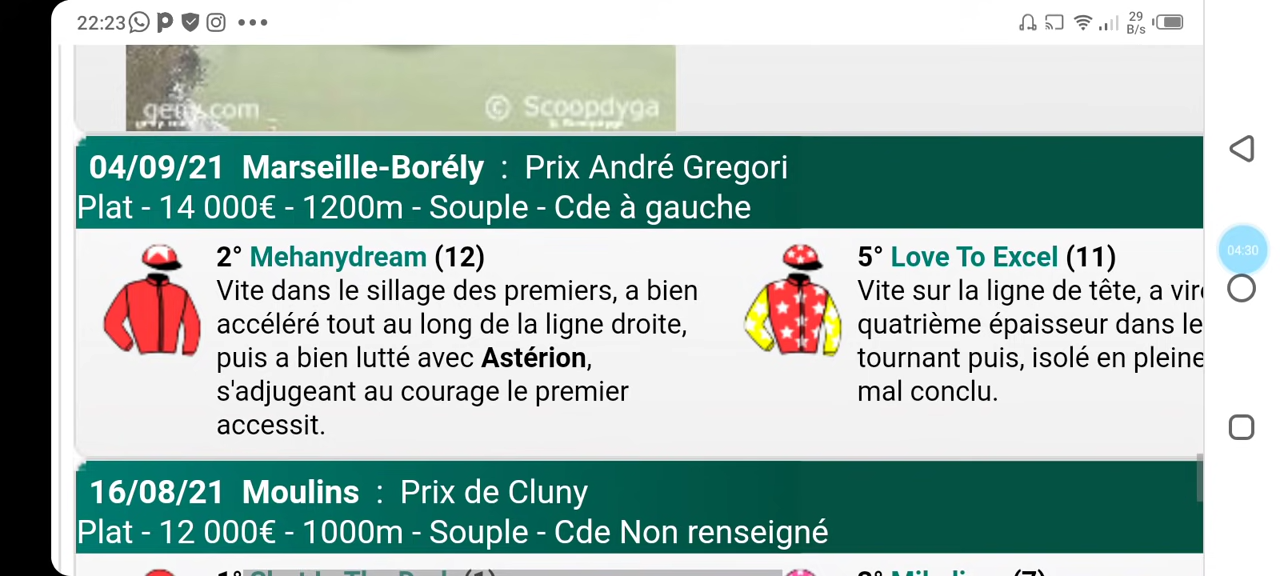 22:23
29
B/s
geny.com
© Scoopdyga
04/09/21 Marseille-Borély : Prix André Gregori
Plat - 14 000€ - 1200m - Souple - Cde à gauche
2° Mehanydream (12)
Vite dans le sillage des premiers, a bien
accéléré tout au long de la ligne droite,
puis a bien lutté avec Astérion,
s'adjugeant au courage le premier
accessit.
5° Love To Excel (11)
Vite sur la ligne de tête, a vir
quatrième épaisseur dans le
tournant puis, isolé en pleine
mal conclu.
04:30
16/08/21 Moulins : Prix de Cluny
Plat - 12 000€ - 1000m - Souple - Cde Non renseigné